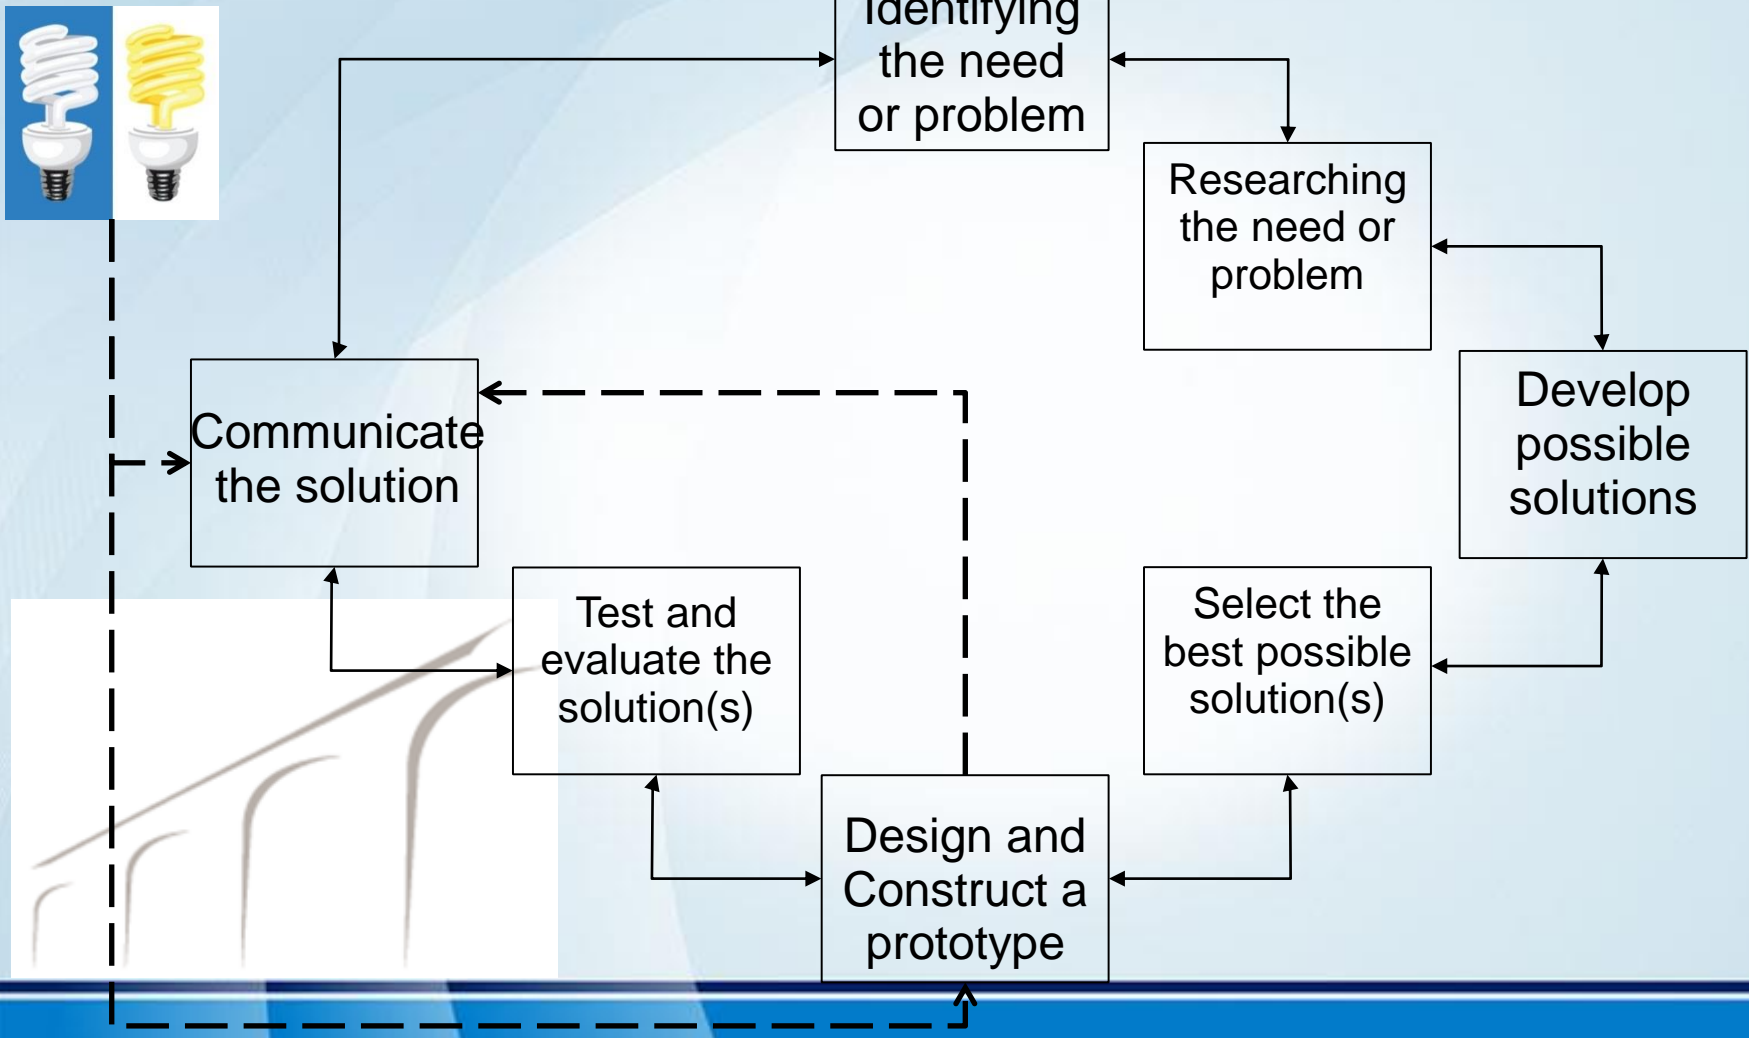 Identifying
the need
or problem
Researching
the need or
problem
Develop
possible
solutions
Select the
best possible
solution(s)
Design and
Construct a
prototype
Test and
evaluate the
solution(s)
Communicate
the solution